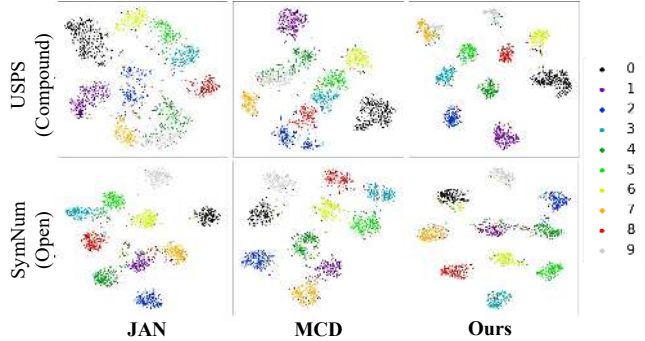 USPS
(Compound)
SymNum
(Open)
JAN
MCD
Ours
0
1
2
3
4
5
6
7
8
9